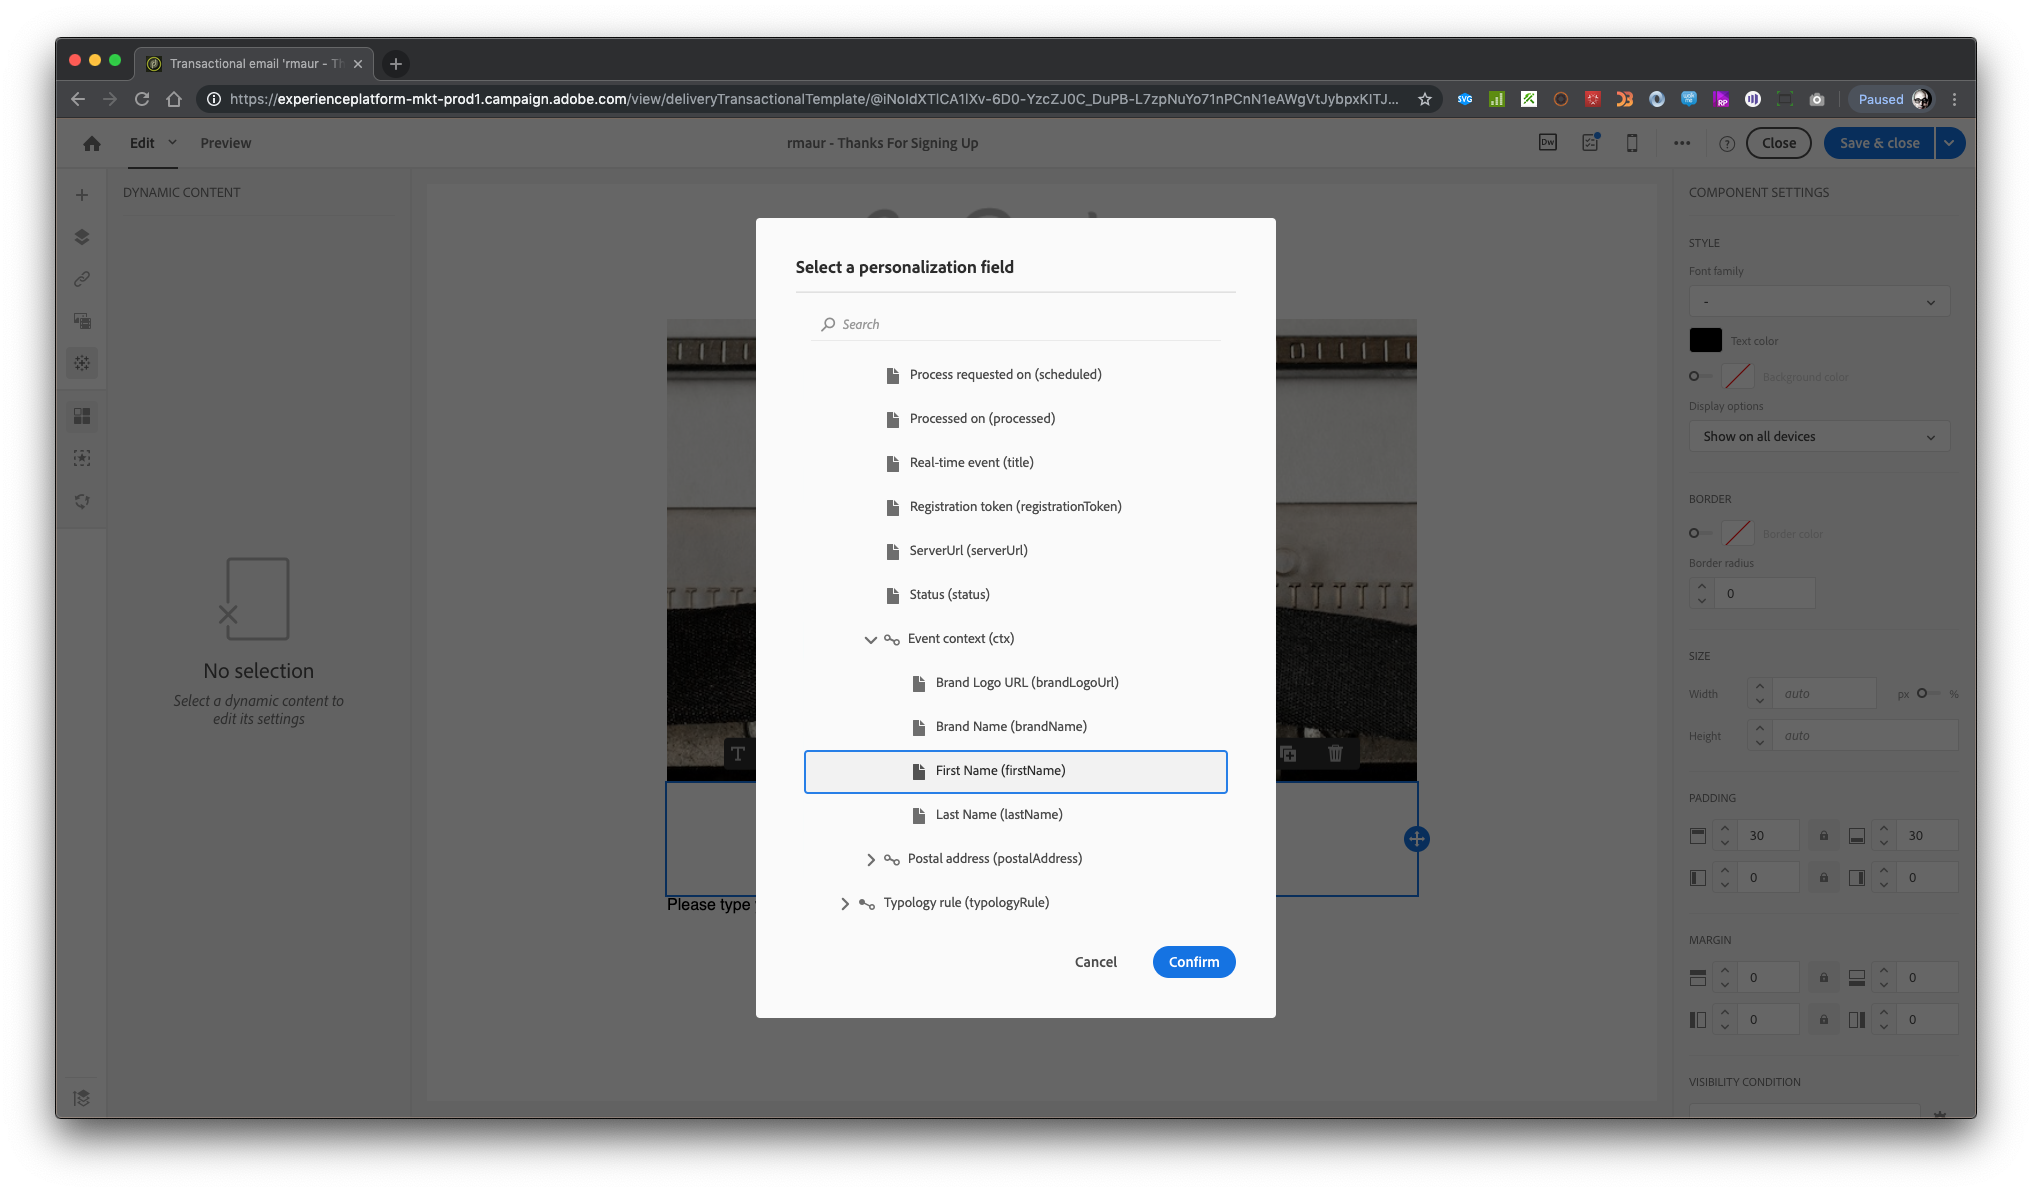 Transactional email 'rmaur - Th
https://experienceplatform-mkt-prod1.campaign.adobe.com/view/deliveryTransactionalTemplate/@iNoIdXTlCA1lXv-6D0-YzcZJ0C_DuPB-L7zpNuYo71nPCnN1eAWgVtJybpxKITJ...
SVG
RP
Paused
Edit
Preview
rmaur - Thanks For Signing Up
Dw
Close
Save & close
DYNAMIC CONTENT
No selection
Select a dynamic content to
edit its settings
Please type
Select a personalization field
Search
Process requested on (scheduled)
Processed on (processed)
Real-time event (title)
Registration token (registrationToken)
ServerUrl (serverUrl)
Status (status)
Event context (ctx)
Brand Logo URL (brandLogoUrl)
Brand Name (brandName)
First Name (firstName)
Last Name (lastName)
Postal address (postalAddress)
Typology rule (typologyRule)
Cancel
Confirm
COMPONENT SETTINGS
STYLE
Font family
-
Text color
Background color
Display options
Show on all devices
BORDER
Border color
Border radius
0
SIZE
Width
auto
px
%
Height
auto
PADDING
30
30
0
0
MARGIN
0
0
0
0
VISIBILITY CONDITION